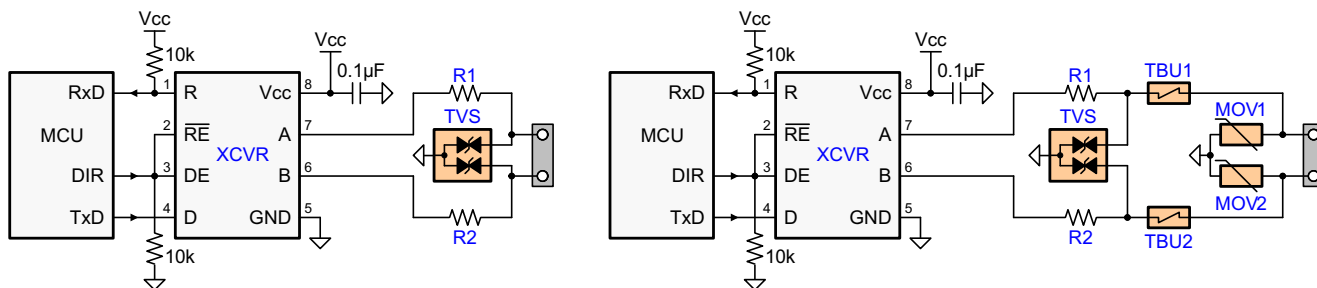 Vcc
10k
Vcc
0.1µF
R1
RxD
1
R
Vcc
8
TVS
MCU
2
RE
A
7
XCVR
DIR
3
DE
B
6
TxD
4
D
GND
5
R2
10k
Vcc
10k
Vcc
0.1µF
R1
TBU1
RxD
1
R
Vcc
8
TVS
MOV1
MCU
2
RE
A
7
XCVR
DIR
3
DE
B
6
MOV2
TxD
4
D
GND
5
R2
TBU2
10k